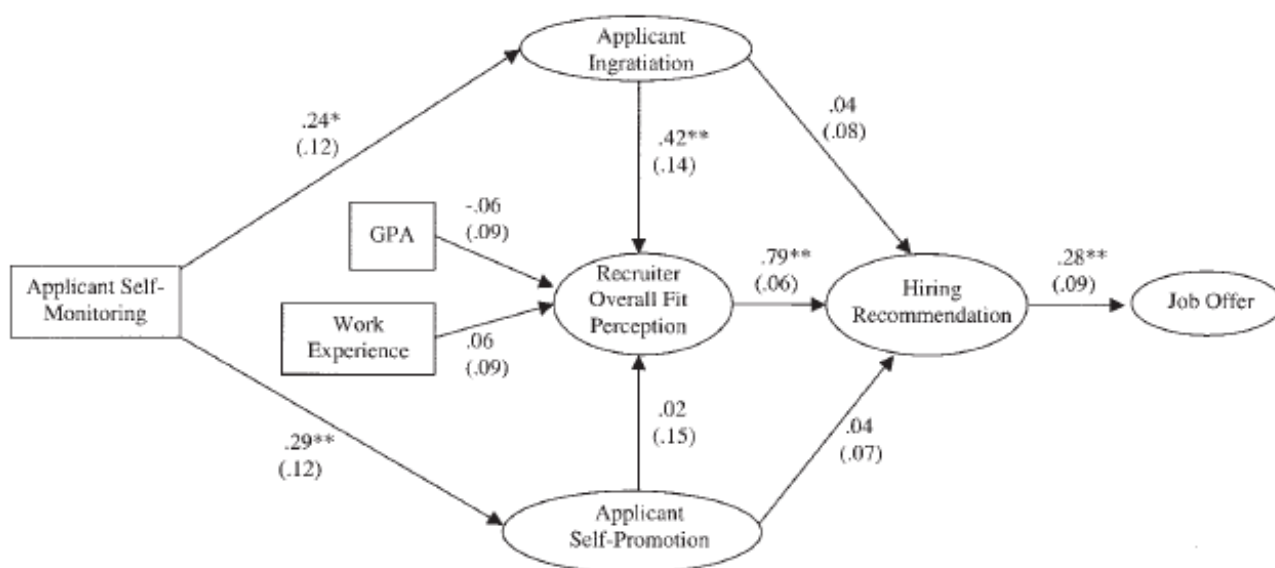 Applicant
Ingratiation
.24*
(.12)
.42**
(.14)
.04
(.08)
GPA
-.06
(.09)
Applicant Self-
Monitoring
Work
Experience
.06
(.09)
Recruiter
Overall Fit
Perception
.79**
(.06)
Hiring
Recommendation
.28**
(.09)
Job Offer
.29**
(.12)
.02
(.15)
.04
(.07)
Applicant
Self-Promotion